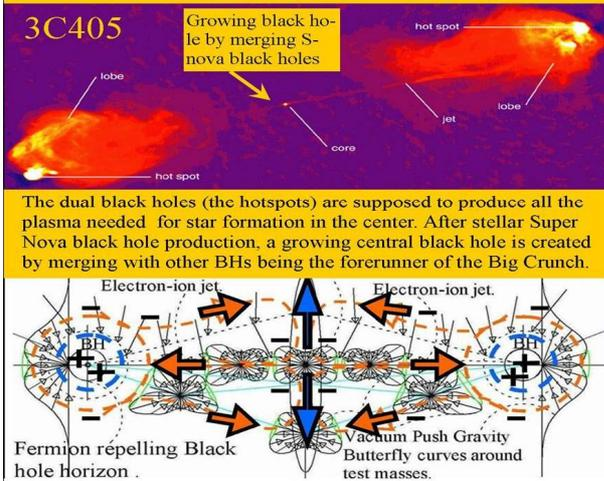 3C405
Growing black ho-
le by merging S-
nova black holes
hot spot
lobe
lobe
jet
core
hot spot
The dual black holes (the hotspots) are supposed to produce all the
plasma needed for star formation in the center. After stellar Super
Nova black hole production, a growing central black hole is created
by merging with other BHs being the forerunner of the Big Crunch.
Electron-ion jet.
Electron-ion jet.
BH
BH
Fermion repelling Black
hole horizon .
Vacuum Push Gravity
Butterfly curves around
test masses.